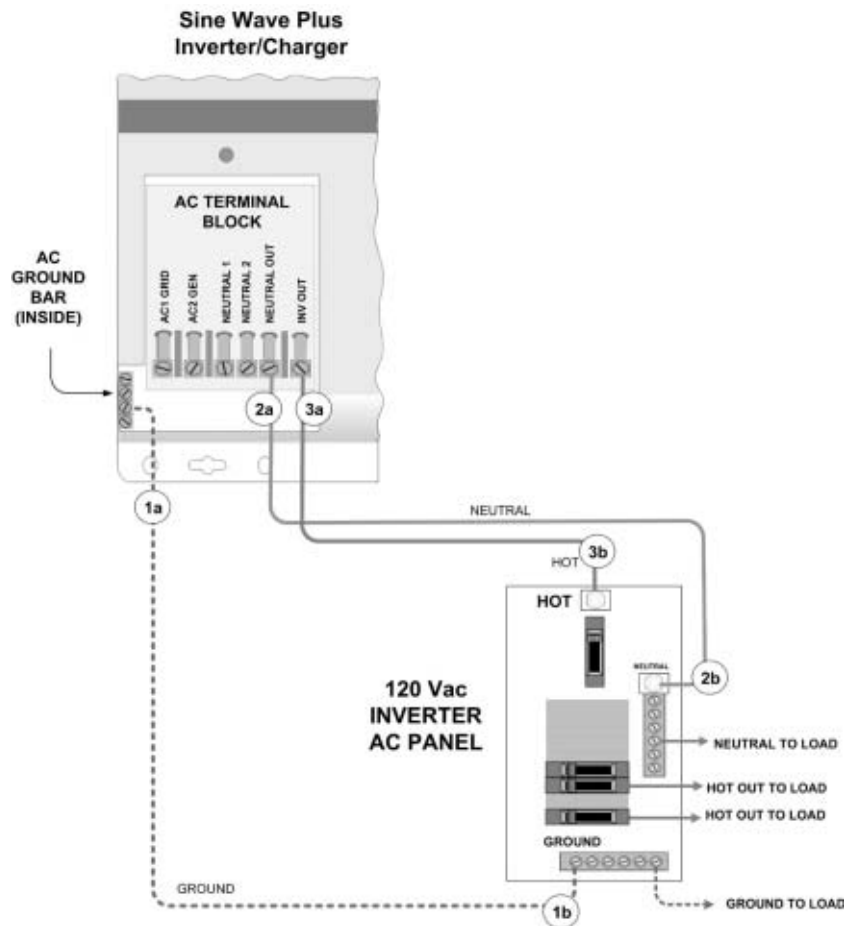 Sine Wave Plus
Inverter/Charger
AC TERMINAL
BLOCK
AC1 GRID
AC2 GEN
NEUTRAL 1
NEUTRAL 2
NEUTRAL OUT
INV OUT
AC
GROUND
BAR
(INSIDE)
2a
3a
1a
NEUTRAL
3b
HOT
HOT
NEUTRAL
2b
120 Vac
INVERTER
AC PANEL
NEUTRAL TO LOAD
HOT OUT TO LOAD
HOT OUT TO LOAD
GROUND
GROUND
1b
GROUND TO LOAD